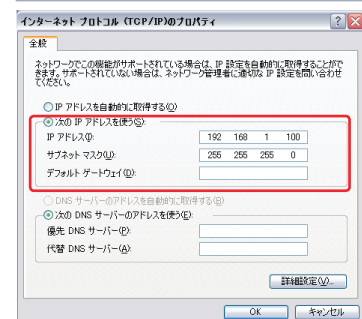 インターネット プロトコル (TCP/IP)のプロパティ
全般
ネットワークでこの機能がサポートされている場合は、IP 設定を自動的に取得することがで
きます。サポートされていない場合は、ネットワーク管理者に適切な IP 設定を問い合わせ
てください。
IP アドレスを自動的に取得する(O)
次の IP アドレスを使う(S):
IP アドレス(I): 192 168 1 100
サブネット マスク(U): 255 255 255 0
デフォルト ゲートウェイ(D):
DNS サーバーのアドレスを自動的に取得する(B)
次の DNS サーバーのアドレスを使う(E):
優先 DNS サーバー(P):
代替 DNS サーバー(A):
詳細設定(V)...
OK キャンセル